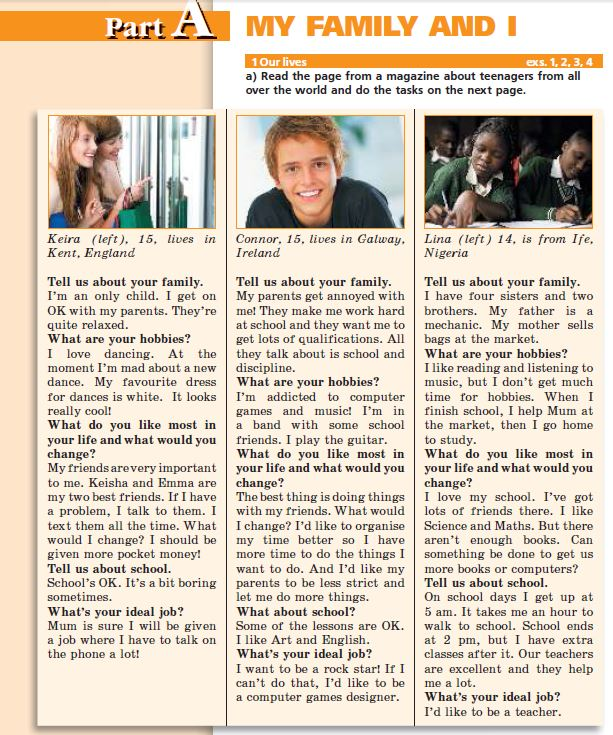 Part A
MY FAMILY AND I
1 Our lives exs. 1, 2, 3, 4
a) Read the page from a magazine about teenagers from all
over the world and do the tasks on the next page.
Keira (left), 15, lives in
Kent, England
Tell us about your family.
I'm an only child. I get on
OK with my parents. They're
quite relaxed.
What are your hobbies?
I love dancing. At the
moment I'm mad about a new
dance. My favourite dress
for dances is white. It looks
really cool!
What do you like most in
your life and what would you
change?
My friends are very important
to me. Keisha and Emma are
my two best friends. If I have
a problem, I talk to them. I
text them all the time. What
would I change? I should be
given more pocket money!
Tell us about school.
School's OK. It's a bit boring
sometimes.
What's your ideal job?
Mum is sure I will be given
a job where I have to talk on
the phone a lot!
Connor, 15, lives in Galway,
Ireland
Tell us about your family.
My parents get annoyed with
me! They make me work hard
at school and they want me to
get lots of qualifications. All
they talk about is school and
discipline.
What are your hobbies?
I'm addicted to computer
games and music! I'm in
a band with some school
friends. I play the guitar.
What do you like most in
your life and what would you
change?
The best thing is doing things
with my friends. What would
I change? I'd like to organise
my time better so I have
more time to do the things I
want to do. And I'd like my
parents to be less strict and
let me do more things.
What about school?
Some of the lessons are OK.
I like Art and English.
What's your ideal job?
I want to be a rock star! If I
can't do that, I'd like to be
a computer games designer.
Lina (left) 14, is from Ife,
Nigeria
Tell us about your family.
I have four sisters and two
brothers. My father is a
mechanic. My mother sells
bags at the market.
What are your hobbies?
I like reading and listening to
music, but I don't get much
time for hobbies. When I
finish school, I help Mum at
the market, then I go home
to study.
What do you like most in
your life and what would you
change?
I love my school. I've got
lots of friends there. I like
Science and Maths. But there
aren't enough books. Can
something be done to get us
more books or computers?
Tell us about school.
On school days I get up at
5 am. It takes me an hour to
walk to school. School ends
at 2 pm, but I have extra
classes after it. Our teachers
are excellent and they help
me a lot.
What's your ideal job?
I'd like to be a teacher.